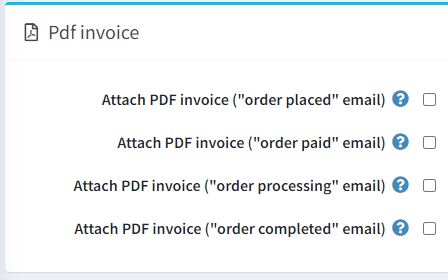 Pdf invoice
Attach PDF invoice ("order placed" email) ?
Attach PDF invoice ("order paid" email) ?
Attach PDF invoice ("order processing" email) ?
Attach PDF invoice ("order completed" email) ?